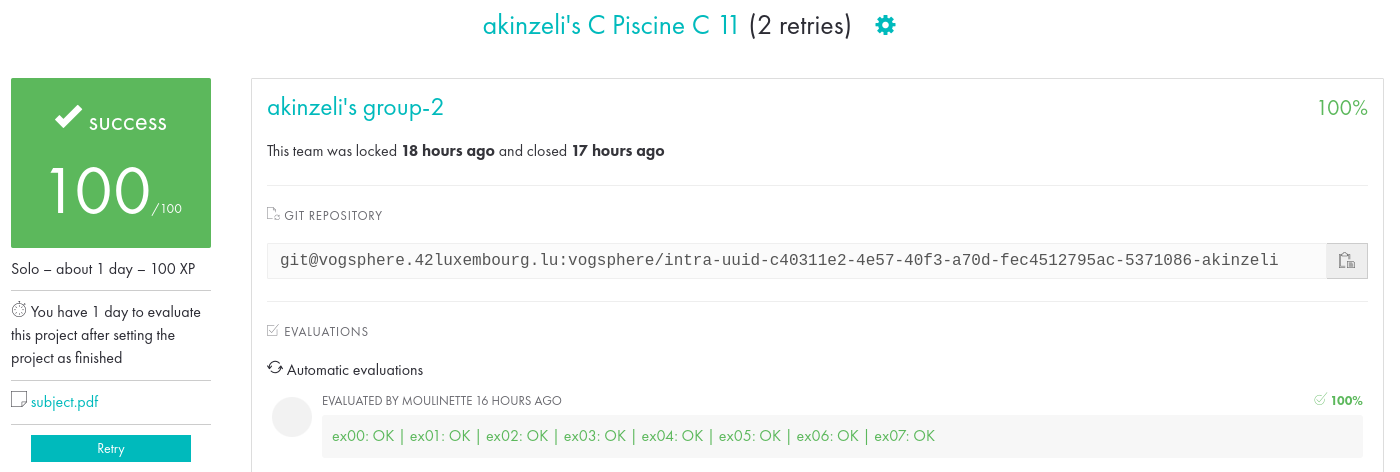 akinzeli's C Piscine C 11 (2 retries)
success
100/100
Solo – about 1 day – 100 XP
You have 1 day to evaluate
this project after setting the
project as finished
subject.pdf
Retry
akinzeli's group-2
100%
This team was locked 18 hours ago and closed 17 hours ago
GIT REPOSITORY
git@vogsphere.42luxembourg.lu:vogsphere/intra-uuid-c40311e2-4e57-40f3-a70d-fec4512795ac-5371086-akinzeli
EVALUATIONS
Automatic evaluations
EVALUATED BY MOULINETTE 16 HOURS AGO
100%
ex00: OK | ex01: OK | ex02: OK | ex03: OK | ex04: OK | ex05: OK | ex06: OK | ex07: OK